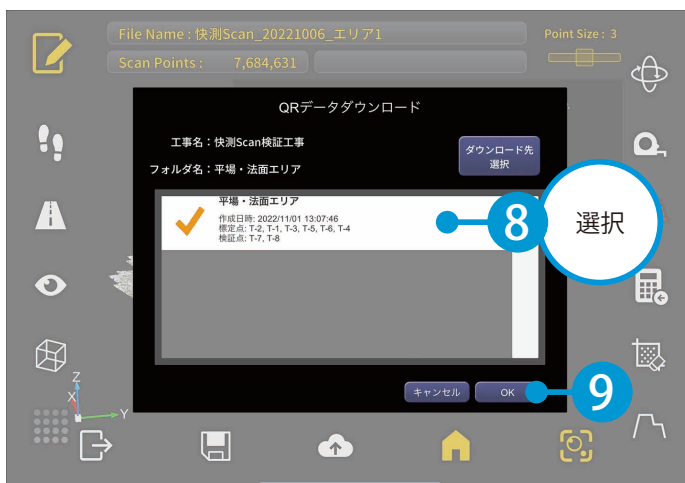 File Name : 快測Scan_20221006_エリア1
Point Size : 3
Scan Points : 7,684,631
QRデータダウンロード
工事名：快測Scan検証工事
フォルダ名：平場・法面エリア
ダウンロード先
選択
平場・法面エリア
作成日時: 2022/11/01 13:07:46
標定点: T-2, T-1, T-3, T-5, T-6, T-4
検証点: T-7, T-8
8
選択
キャンセル
OK
9
Z
X
Y